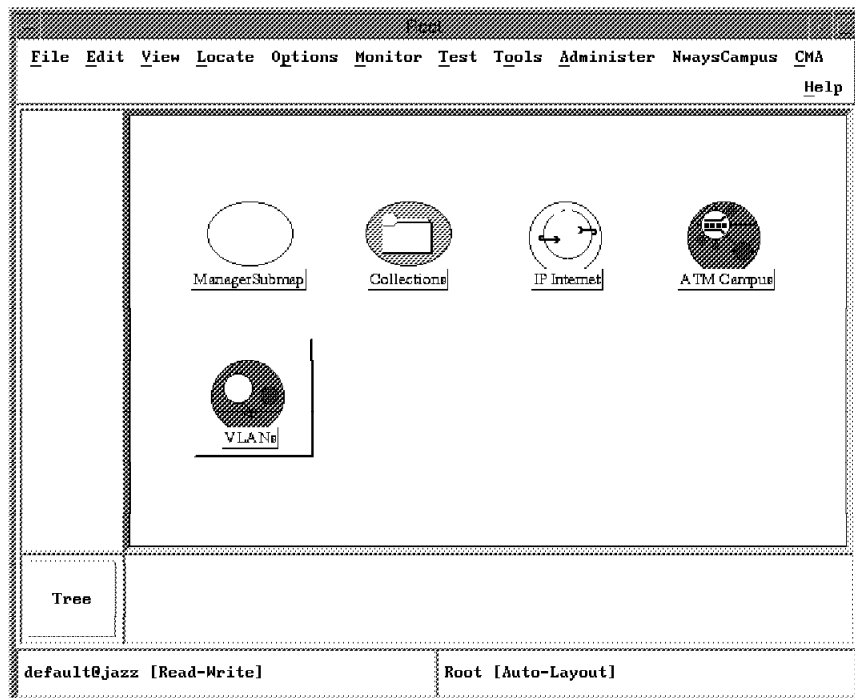 Root
File Edit View Locate Options Monitor Test Tools Administer NwaysCampus CMA
Help
ManagerSubmap Collections IP Internet ATM Campus
VLANs
Tree
default@jazz [Read-Write] Root [Auto-Layout]